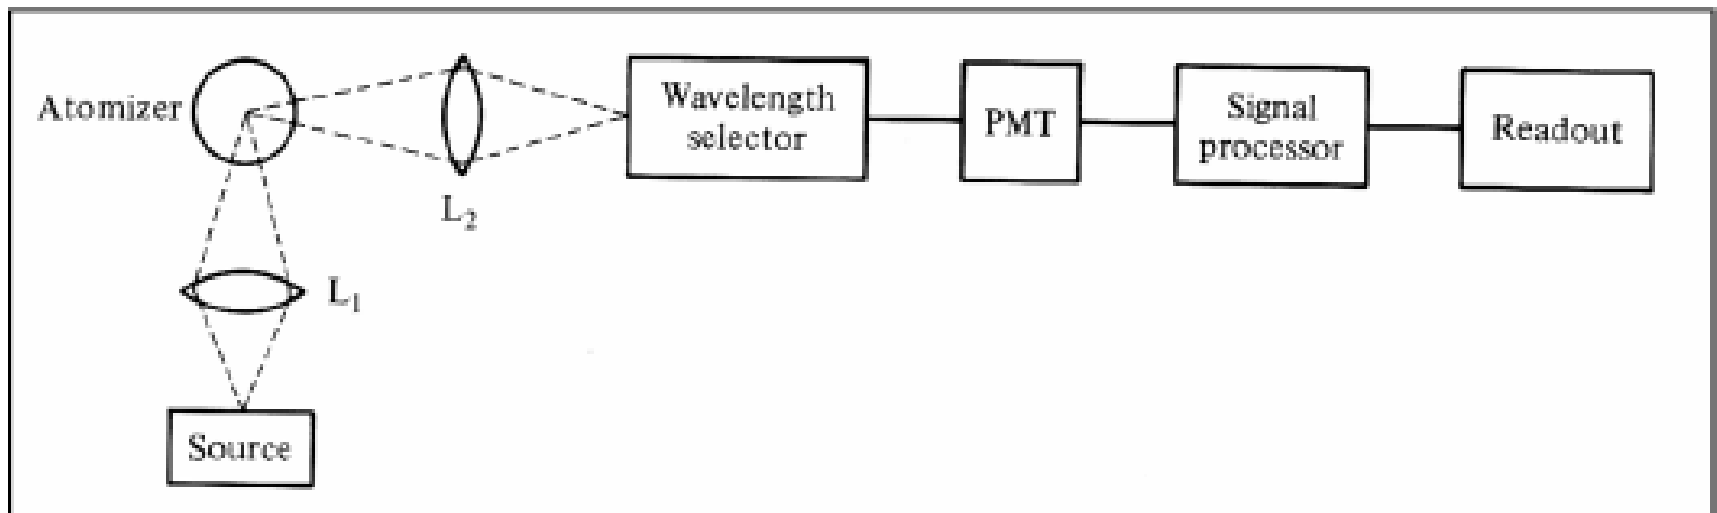 Atomizer
L2
Wavelength
selector
PMT
Signal
processor
Readout
L1
Source